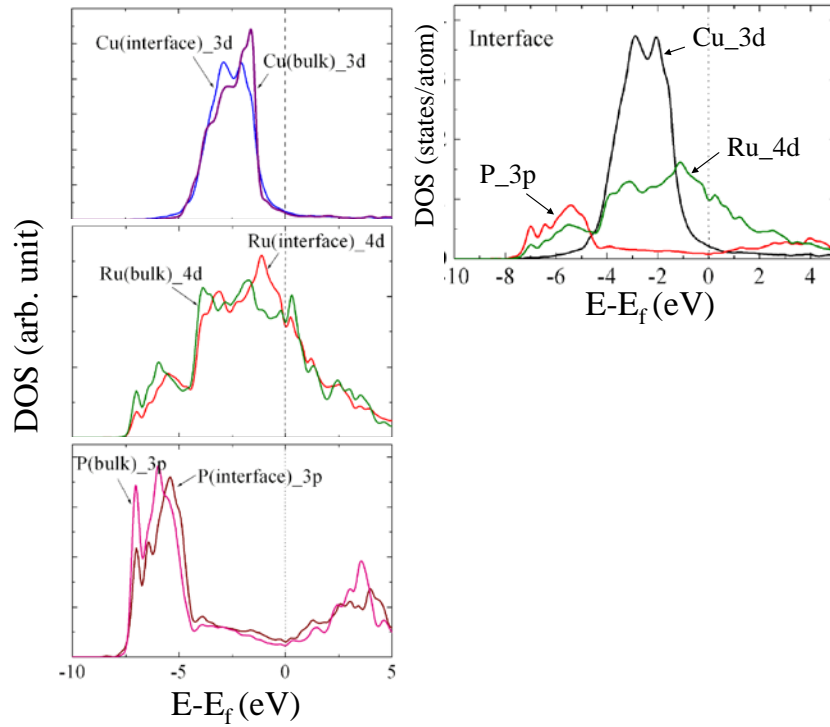 Cu(interface)_3d
Cu(bulk)_3d
Ru(interface)_4d
Ru(bulk)_4d
P(bulk)_3p
P(interface)_3p
DOS (arb. unit)
-10 -5 0 5
E-E_f (eV)
Interface
Cu_3d
Ru_4d
P_3p
DOS (states/atom)
-10 -8 -6 -4 -2 0 2 4
E-E_f (eV)